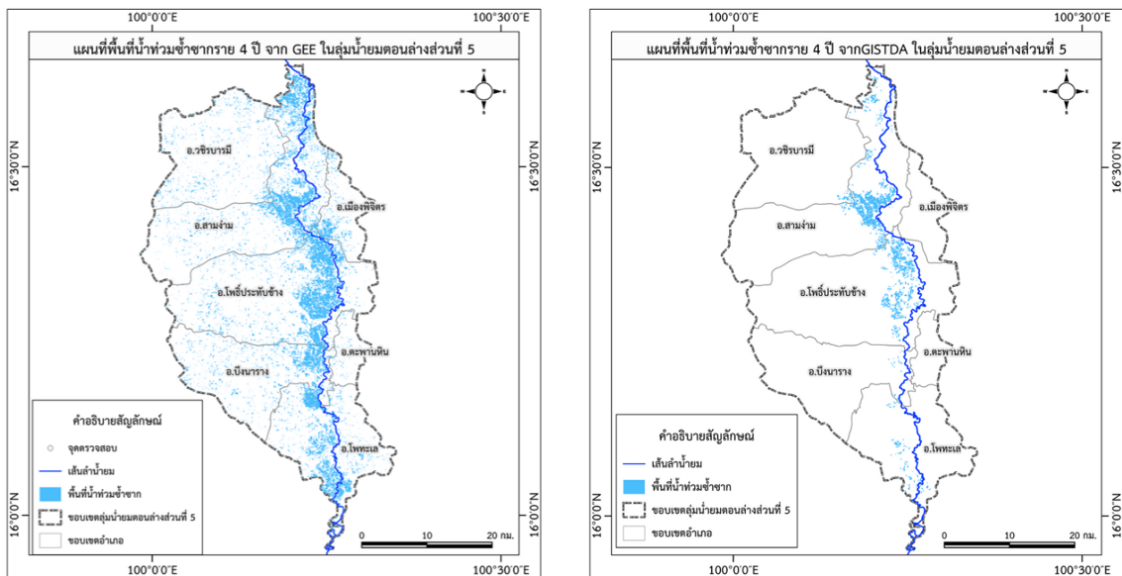 100°0'0"E
100°30'0"E
แผนที่พื้นที่น้ำท่วมซ้ำซากราย 4 ปี จาก GEE ในลุ่มน้ำยมตอนล่างส่วนที่ 5
N
W
E
S
16°30'0"N
16°30'0"N
อ.วชิรบารมี
อ.เมืองพิจิตร
อ.สามง่าม
อ.โพธิ์ประทับช้าง
อ.ตะพานหิน
อ.บึงนาราง
อ.โพทะเล
คำอธิบายสัญลักษณ์
จุดตรวจสอบ
เส้นลำน้ำยม
พื้นที่น้ำท่วมซ้ำซาก
ขอบเขตลุ่มน้ำยมตอนล่างส่วนที่ 5
ขอบเขตอำเภอ
16°0'0"N
16°0'0"N
0 10 20 กม.
100°0'0"E
100°30'0"E
100°0'0"E
100°30'0"E
แผนที่พื้นที่น้ำท่วมซ้ำซากราย 4 ปี จากGISTDA ในลุ่มน้ำยมตอนล่างส่วนที่ 5
N
W
E
S
16°30'0"N
16°30'0"N
อ.วชิรบารมี
อ.เมืองพิจิตร
อ.สามง่าม
อ.โพธิ์ประทับช้าง
อ.ตะพานหิน
อ.บึงนาราง
อ.โพทะเล
คำอธิบายสัญลักษณ์
เส้นลำน้ำยม
พื้นที่น้ำท่วมซ้ำซาก
ขอบเขตลุ่มน้ำยมตอนล่างส่วนที่ 5
ขอบเขตอำเภอ
16°0'0"N
16°0'0"N
0 10 20 กม.
100°0'0"E
100°30'0"E